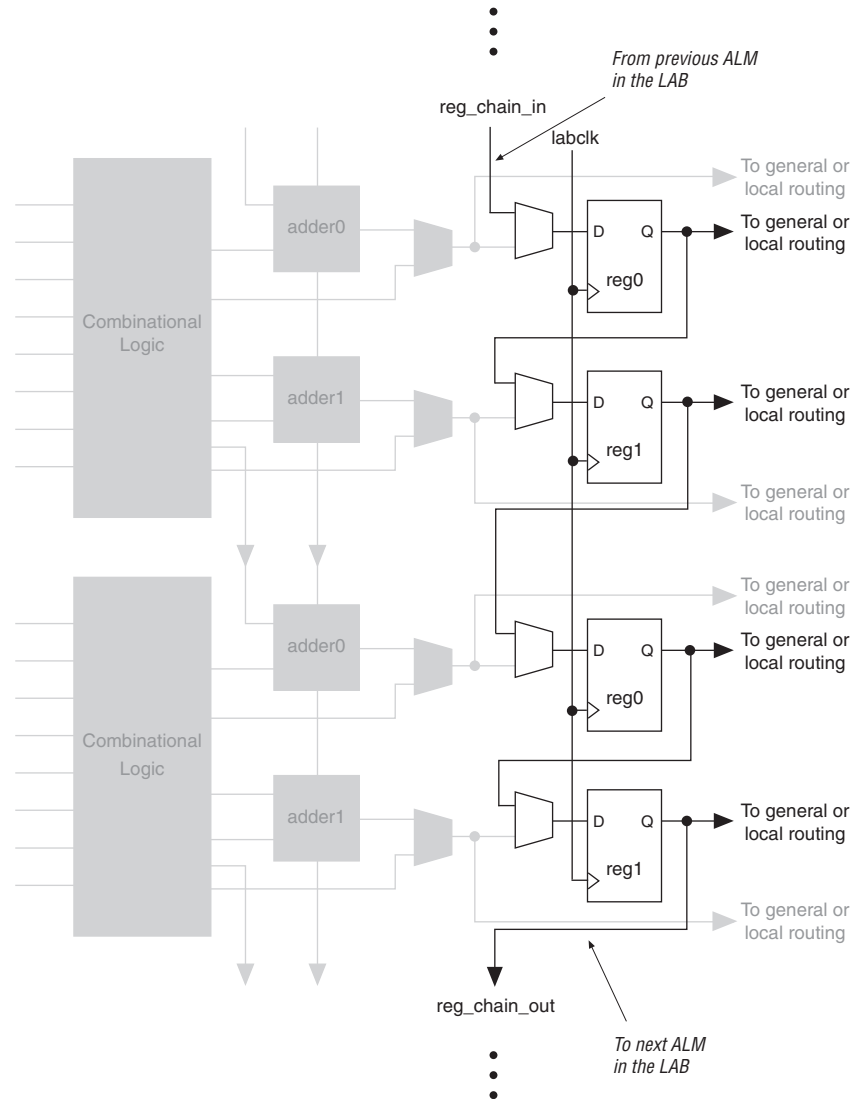 From previous ALM
in the LAB
reg_chain_in
labclk
To general or
local routing
adder0
D Q
To general or
local routing
reg0
Combinational
Logic
adder1
D Q
To general or
local routing
reg1
To general or
local routing
To general or
local routing
adder0
D Q
To general or
local routing
reg0
Combinational
Logic
adder1
D Q
To general or
local routing
reg1
To general or
local routing
reg_chain_out
To next ALM
in the LAB